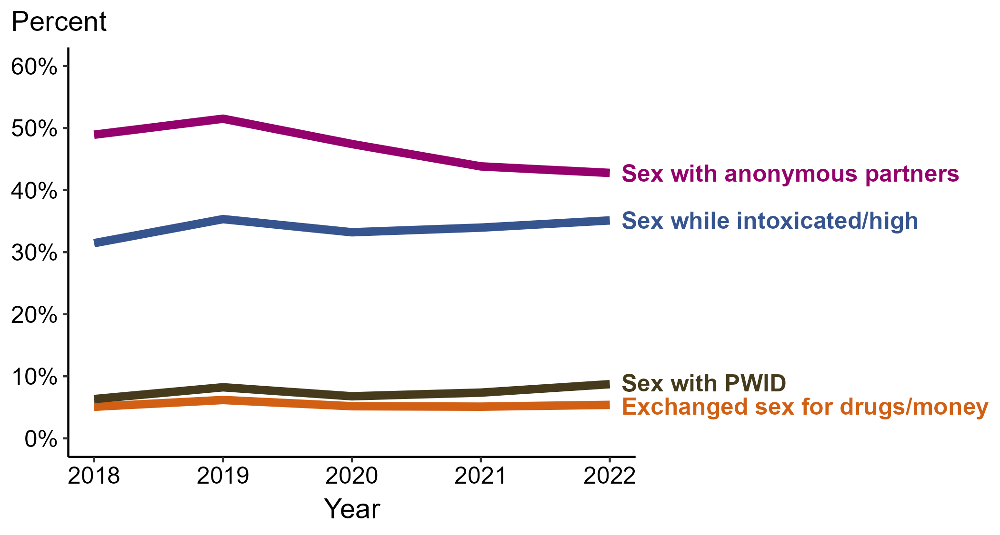 Percent
60%
50%
40%
30%
20%
10%
0%
Sex with anonymous partners
Sex while intoxicated/high
Sex with PWID
Exchanged sex for drugs/money
2018 2019 2020 2021 2022
Year